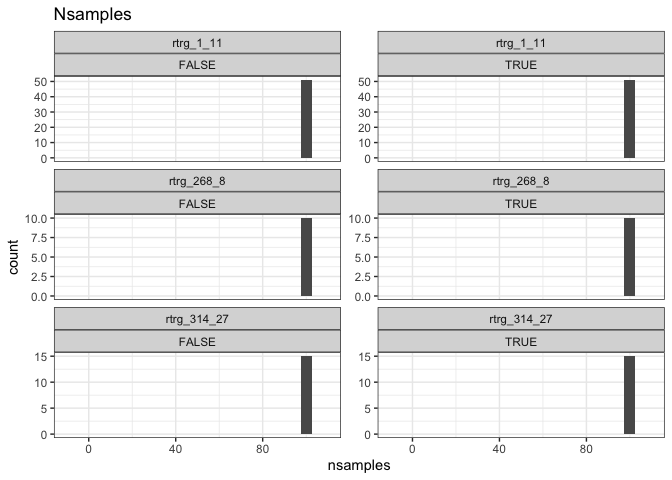 Nsamples
rtrg_1_11 rtrg_1_11
FALSE TRUE
50 50
40 40
30 30
20 20
10 10
0 0
rtrg_268_8 rtrg_268_8
FALSE TRUE
10.0 10.0
7.5 7.5
5.0 5.0
2.5 2.5
0.0 0.0
count
rtrg_314_27 rtrg_314_27
FALSE TRUE
15 15
10 10
5 5
0 0
0 40 80 0 40 80
nsamples